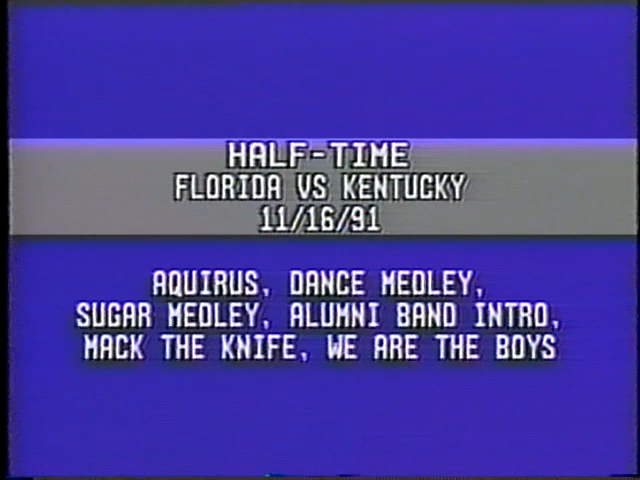 HALF-TIME
FLORIDA VS KENTUCKY
11/16/91
AQUIRUS, DANCE MEDLEY,
SUGAR MEDLEY, ALUMNI BAND INTRO,
MACK THE KNIFE, WE ARE THE BOYS